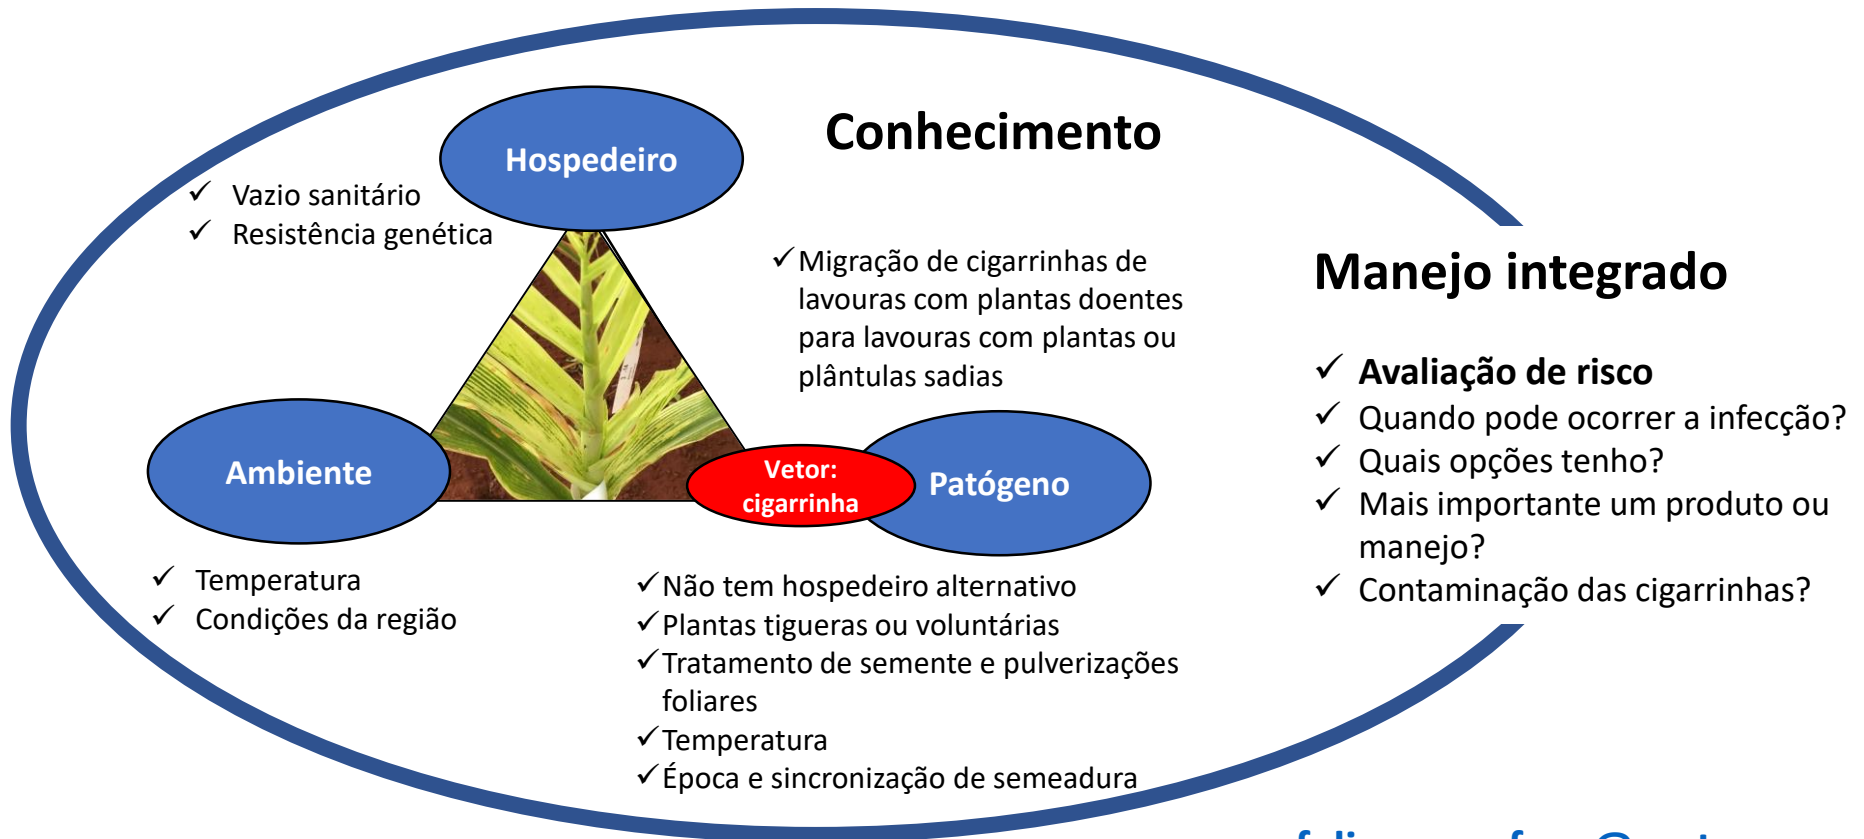 Conhecimento
Hospedeiro
✓ Vazio sanitário
✓ Resistência genética
✓ Migração de cigarrinhas de
lavouras com plantas doentes
para lavouras com plantas ou
plântulas sadias
Ambiente
Vetor:
cigarrinha
Patógeno
✓ Temperatura
✓ Condições da região
✓ Não tem hospedeiro alternativo
✓ Plantas tigueras ou voluntárias
✓ Tratamento de semente e pulverizações
foliares
✓ Temperatura
✓ Época e sincronização de semeadura
Manejo integrado
✓ Avaliação de risco
✓ Quando pode ocorrer a infecção?
✓ Quais opções tenho?
✓ Mais importante um produto ou
manejo?
✓ Contaminação das cigarrinhas?